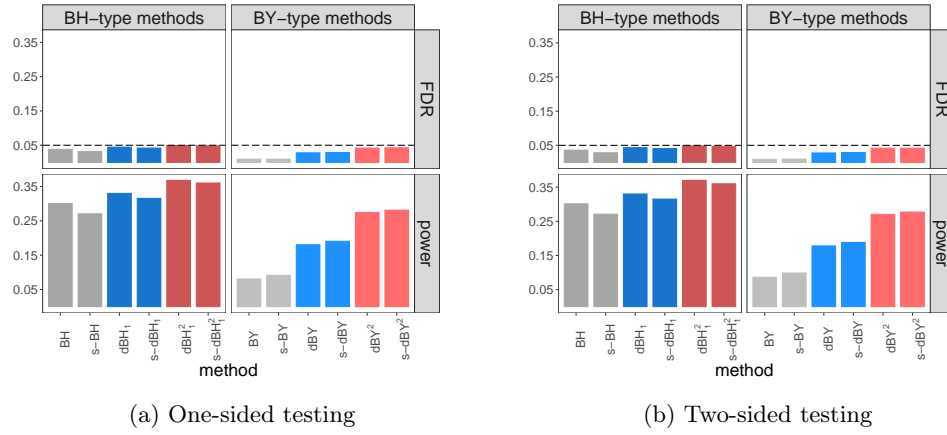 BH−type methods BY−type methods
0.35
0.25
0.15
0.05
FDR
0.35
0.25
0.15
0.05
power
BH s−BH dBH₁ s−dBH₁ dBH²₁ s−dBH²₁ BY s−BY dBY s−dBY dBY² s−dBY²
method
(a) One-sided testing
BH−type methods BY−type methods
0.35
0.25
0.15
0.05
FDR
0.35
0.25
0.15
0.05
power
BH s−BH dBH₁ s−dBH₁ dBH²₁ s−dBH²₁ BY s−BY dBY s−dBY dBY² s−dBY²
method
(b) Two-sided testing